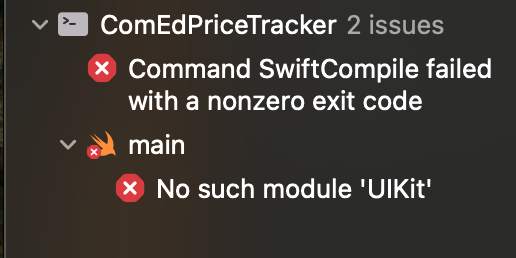 ComEdPriceTracker 2 issues
Command SwiftCompile failed
with a nonzero exit code
main
No such module 'UIKit'